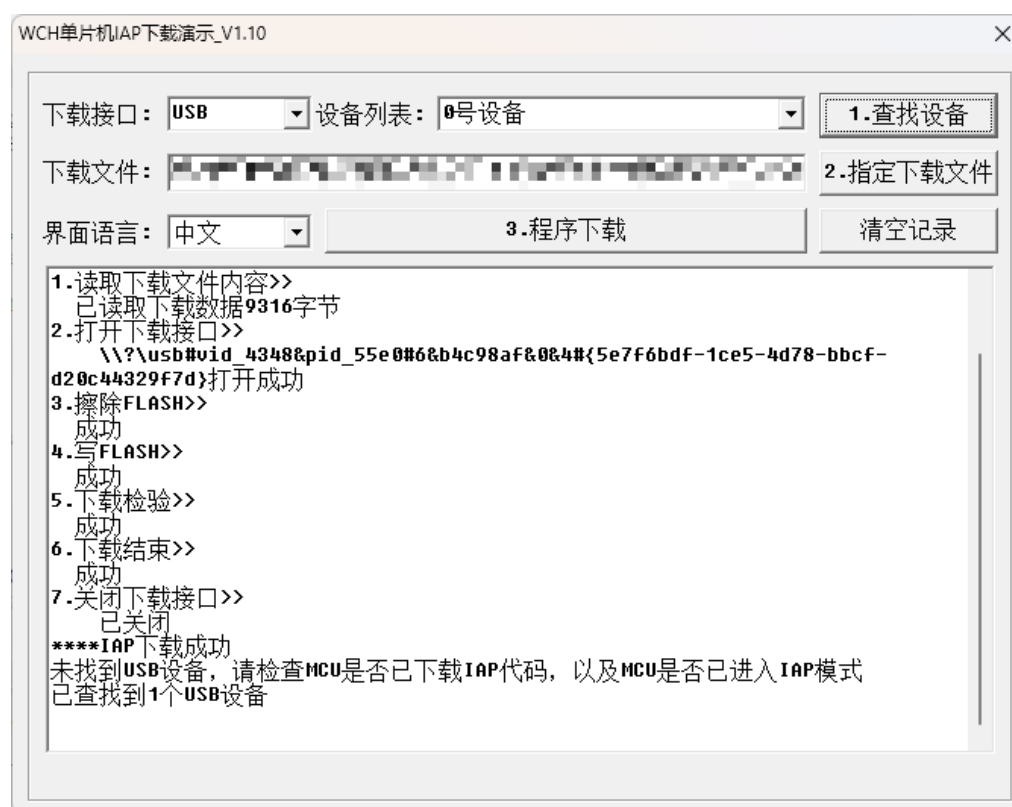 WCH单片机IAP下载演示_V1.10
下载接口： USB 设备列表： 0号设备 1.查找设备
下载文件： 2.指定下载文件
界面语言： 中文 3.程序下载 清空记录
1.读取下载文件内容>>
已读取下载数据9316字节
2.打开下载接口>>
\\?\usb#vid_4348&pid_55e0#6&b4c98af&0&4#{5e7f6bdf-1ce5-4d78-bbcf-
d20c44329f7d}打开成功
3.擦除FLASH>>
成功
4.写FLASH>>
成功
5.下载检验>>
成功
6.下载结束>>
成功
7.关闭下载接口>>
已关闭
****IAP下载成功
未找到USB设备，请检查MCU是否已下载IAP代码，以及MCU是否已进入IAP模式
已查找到1个USB设备